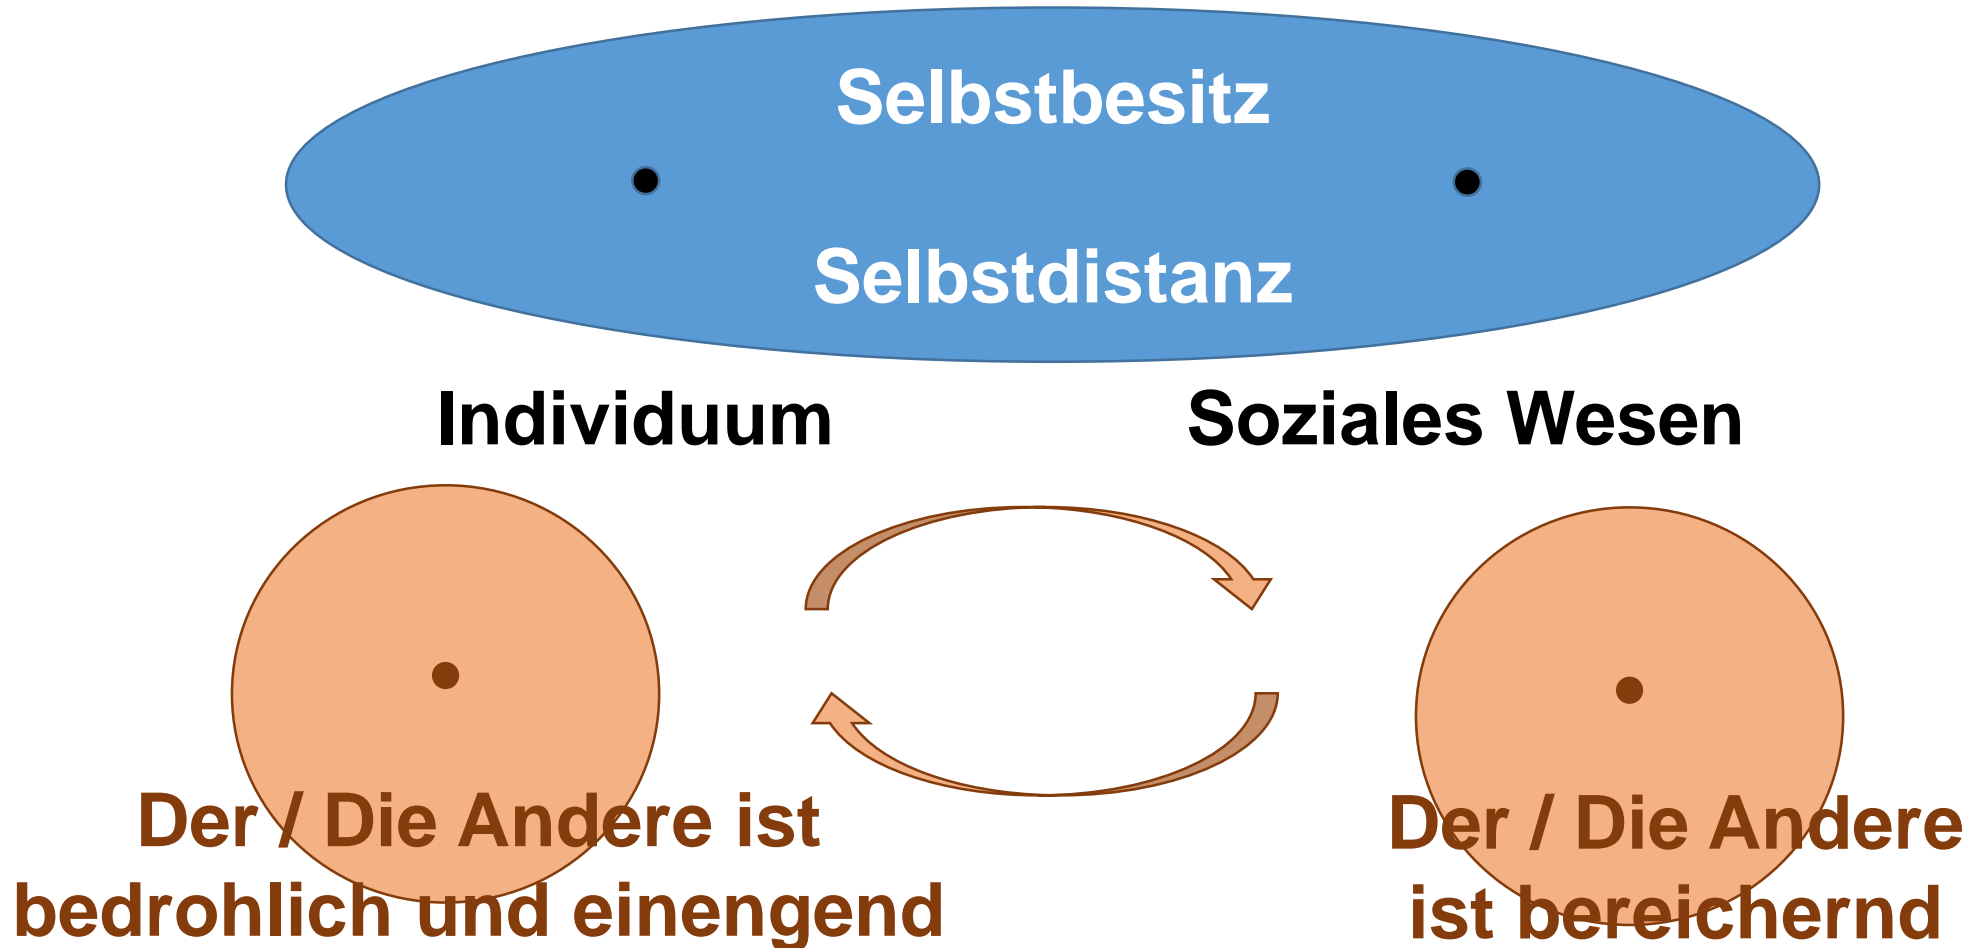 Selbstbesitz
Selbstdistanz
Individuum
Soziales Wesen
Der / Die Andere ist
bedrohlich und einengend
Der / Die Andere
ist bereichernd